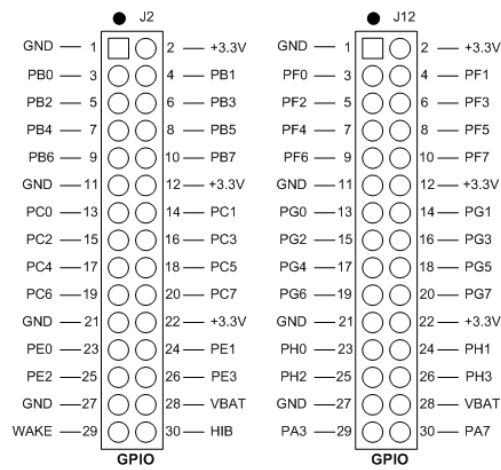 J2 J12
GND 1 2 +3.3V GND 1 2 +3.3V
PB0 3 4 PB1 PF0 3 4 PF1
PB2 5 6 PB3 PF2 5 6 PF3
PB4 7 8 PB5 PF4 7 8 PF5
PB6 9 10 PB7 PF6 9 10 PF7
GND 11 12 +3.3V GND 11 12 +3.3V
PC0 13 14 PC1 PG0 13 14 PG1
PC2 15 16 PC3 PG2 15 16 PG3
PC4 17 18 PC5 PG4 17 18 PG5
PC6 19 20 PC7 PG6 19 20 PG7
GND 21 22 +3.3V GND 21 22 +3.3V
PE0 23 24 PE1 PH0 23 24 PH1
PE2 25 26 PE3 PH2 25 26 PH3
GND 27 28 VBAT GND 27 28 VBAT
WAKE 29 30 HIB PA3 29 30 PA7
GPIO GPIO